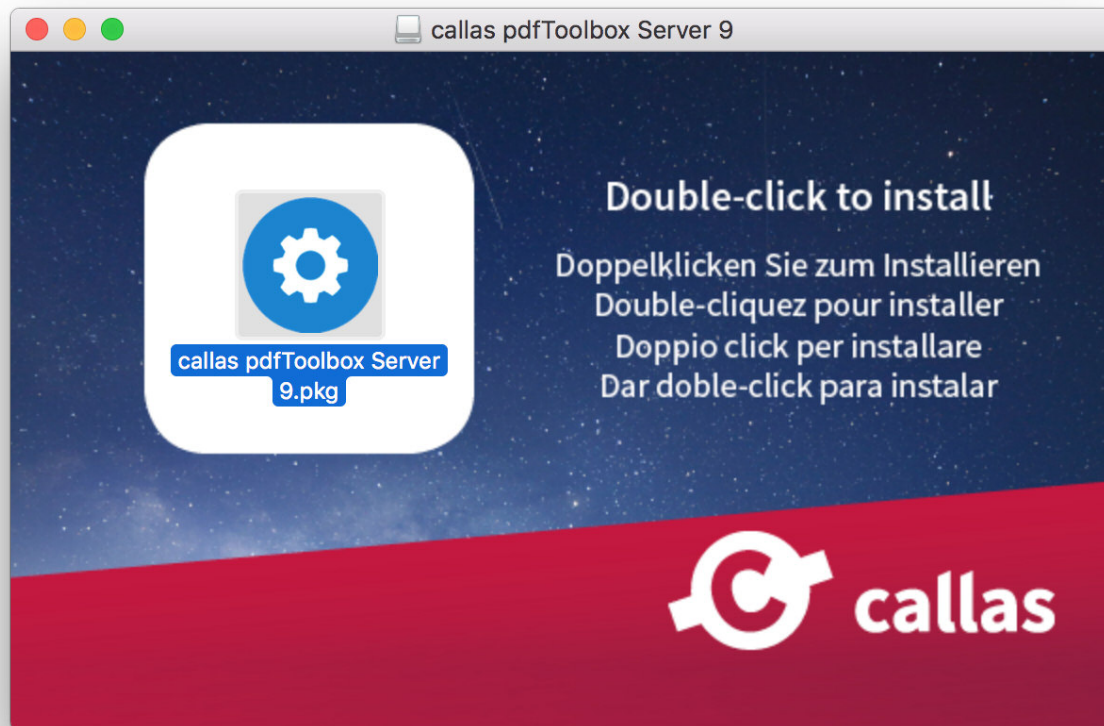 callas pdfToolbox Server 9
Double-click to install
Doppelklicken Sie zum Installieren
Double-cliquez pour installer
Doppio click per installare
Dar doble-click para instalar
callas pdfToolbox Server
9.pkg
callas